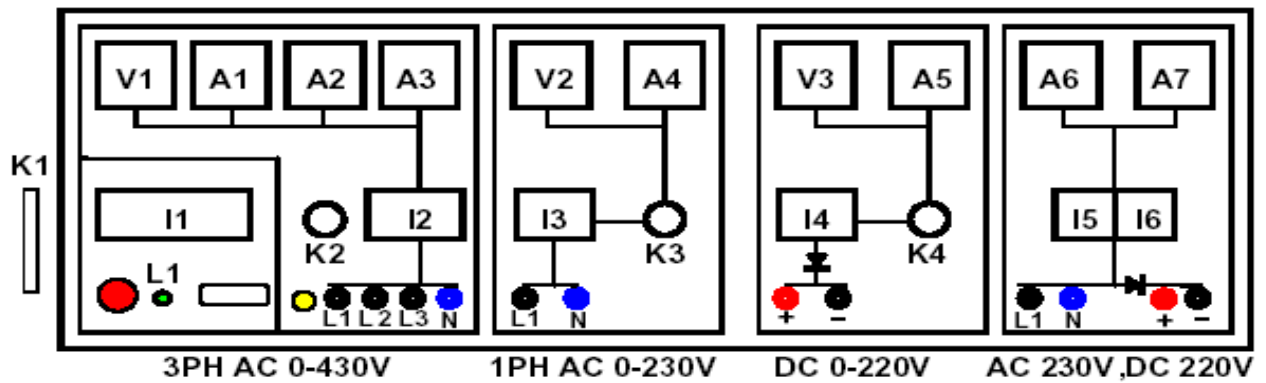 V1 A1 A2 A3 V2 A4 V3 A5 A6 A7
K1
I1 I2 I3 I4 I5 I6
K2 K3 K4
L1
L1 L2 L3 N L1 N + − L1 N + −
3PH AC 0-430V 1PH AC 0-230V DC 0-220V AC 230V,DC 220V